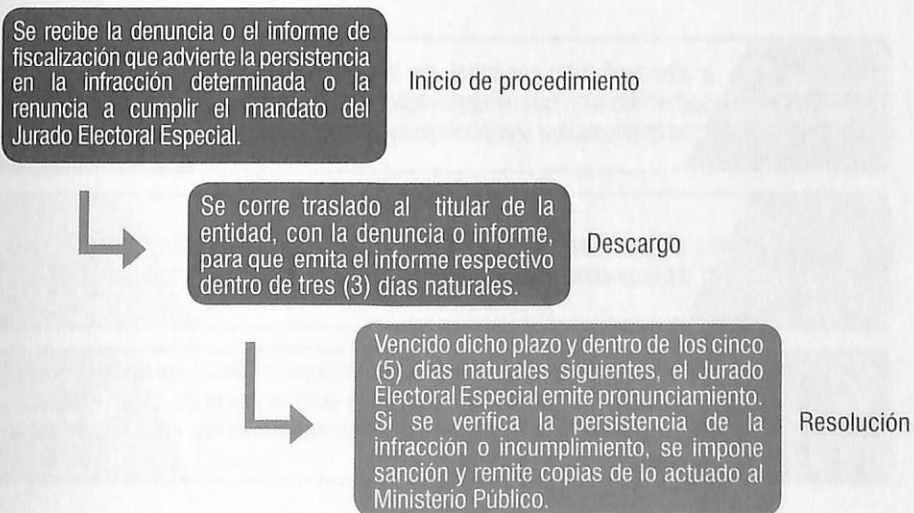 Se recibe la denuncia o el informe de
fiscalización que advierte la persistencia
en la infracción determinada o la
renuncia a cumplir el mandato del
Jurado Electoral Especial.
Inicio de procedimiento
Se corre traslado al titular de la
entidad, con la denuncia o informe,
para que emita el informe respectivo
dentro de tres (3) días naturales.
Descargo
Vencido dicho plazo y dentro de los cinco
(5) días naturales siguientes, el Jurado
Electoral Especial emite pronunciamiento.
Si se verifica la persistencia de la
infracción o incumplimiento, se impone
sanción y remite copias de lo actuado al
Ministerio Público.
Resolución